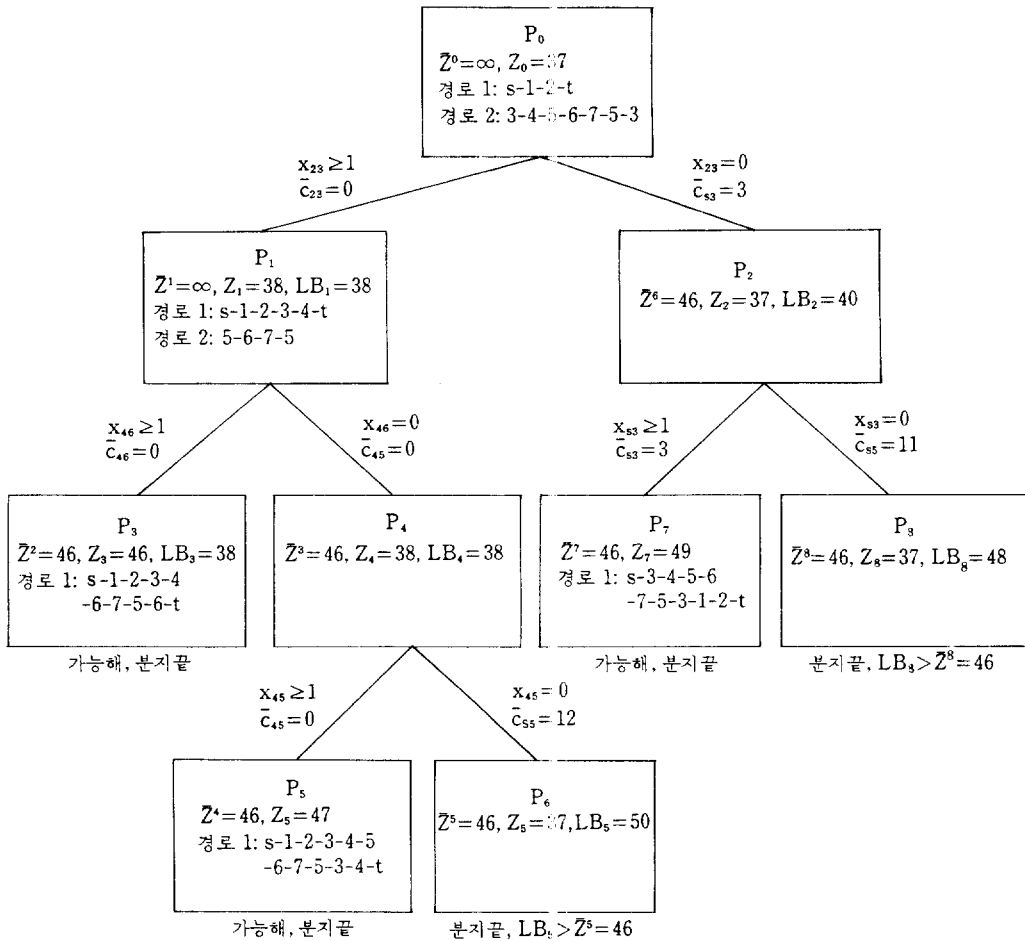 P₀
Z̄⁰=∞, Z₀=37
경로 1: s-1-2-t
경로 2: 3-4-5-6-7-5-3
x₂₃≥1
c̄₂₃=0
x₂₃=0
c̄ₛ₃=3
P₁
Z̄¹=∞, Z₁=38, LB₁=38
경로 1: s-1-2-3-4-t
경로 2: 5-6-7-5
P₂
Z̄⁶=46, Z₂=37, LB₂=40
x₄₆≥1
c̄₄₆=0
x₄₆=0
c̄₄₅=0
xₛ₃≥1
c̄ₛ₃=3
xₛ₃=0
c̄ₛ₅=11
P₃
Z̄²=46, Z₃=46, LB₃=38
경로 1: s-1-2-3-4
-6-7-5-6-t
가능해, 분지끝
P₄
Z̄³=46, Z₄=38, LB₄=38
P₇
Z̄⁷=46, Z₇=49
경로 1: s-3-4-5-6
-7-5-3-1-2-t
가능해, 분지끝
P₈
Z̄⁸=46, Z₈=37, LB₈=48
분지끝, LB₈>Z̄⁸=46
x₄₅≥1
c̄₄₅=0
x₄₅=0
c̄ₛ₅=12
P₅
Z̄⁴=46, Z₅=47
경로 1: s-1-2-3-4-5
-6-7-5-3-4-t
가능해, 분지끝
P₆
Z̄⁵=46, Z₅=37,LB₅=50
분지끝, LB₅>Z̄⁵=46